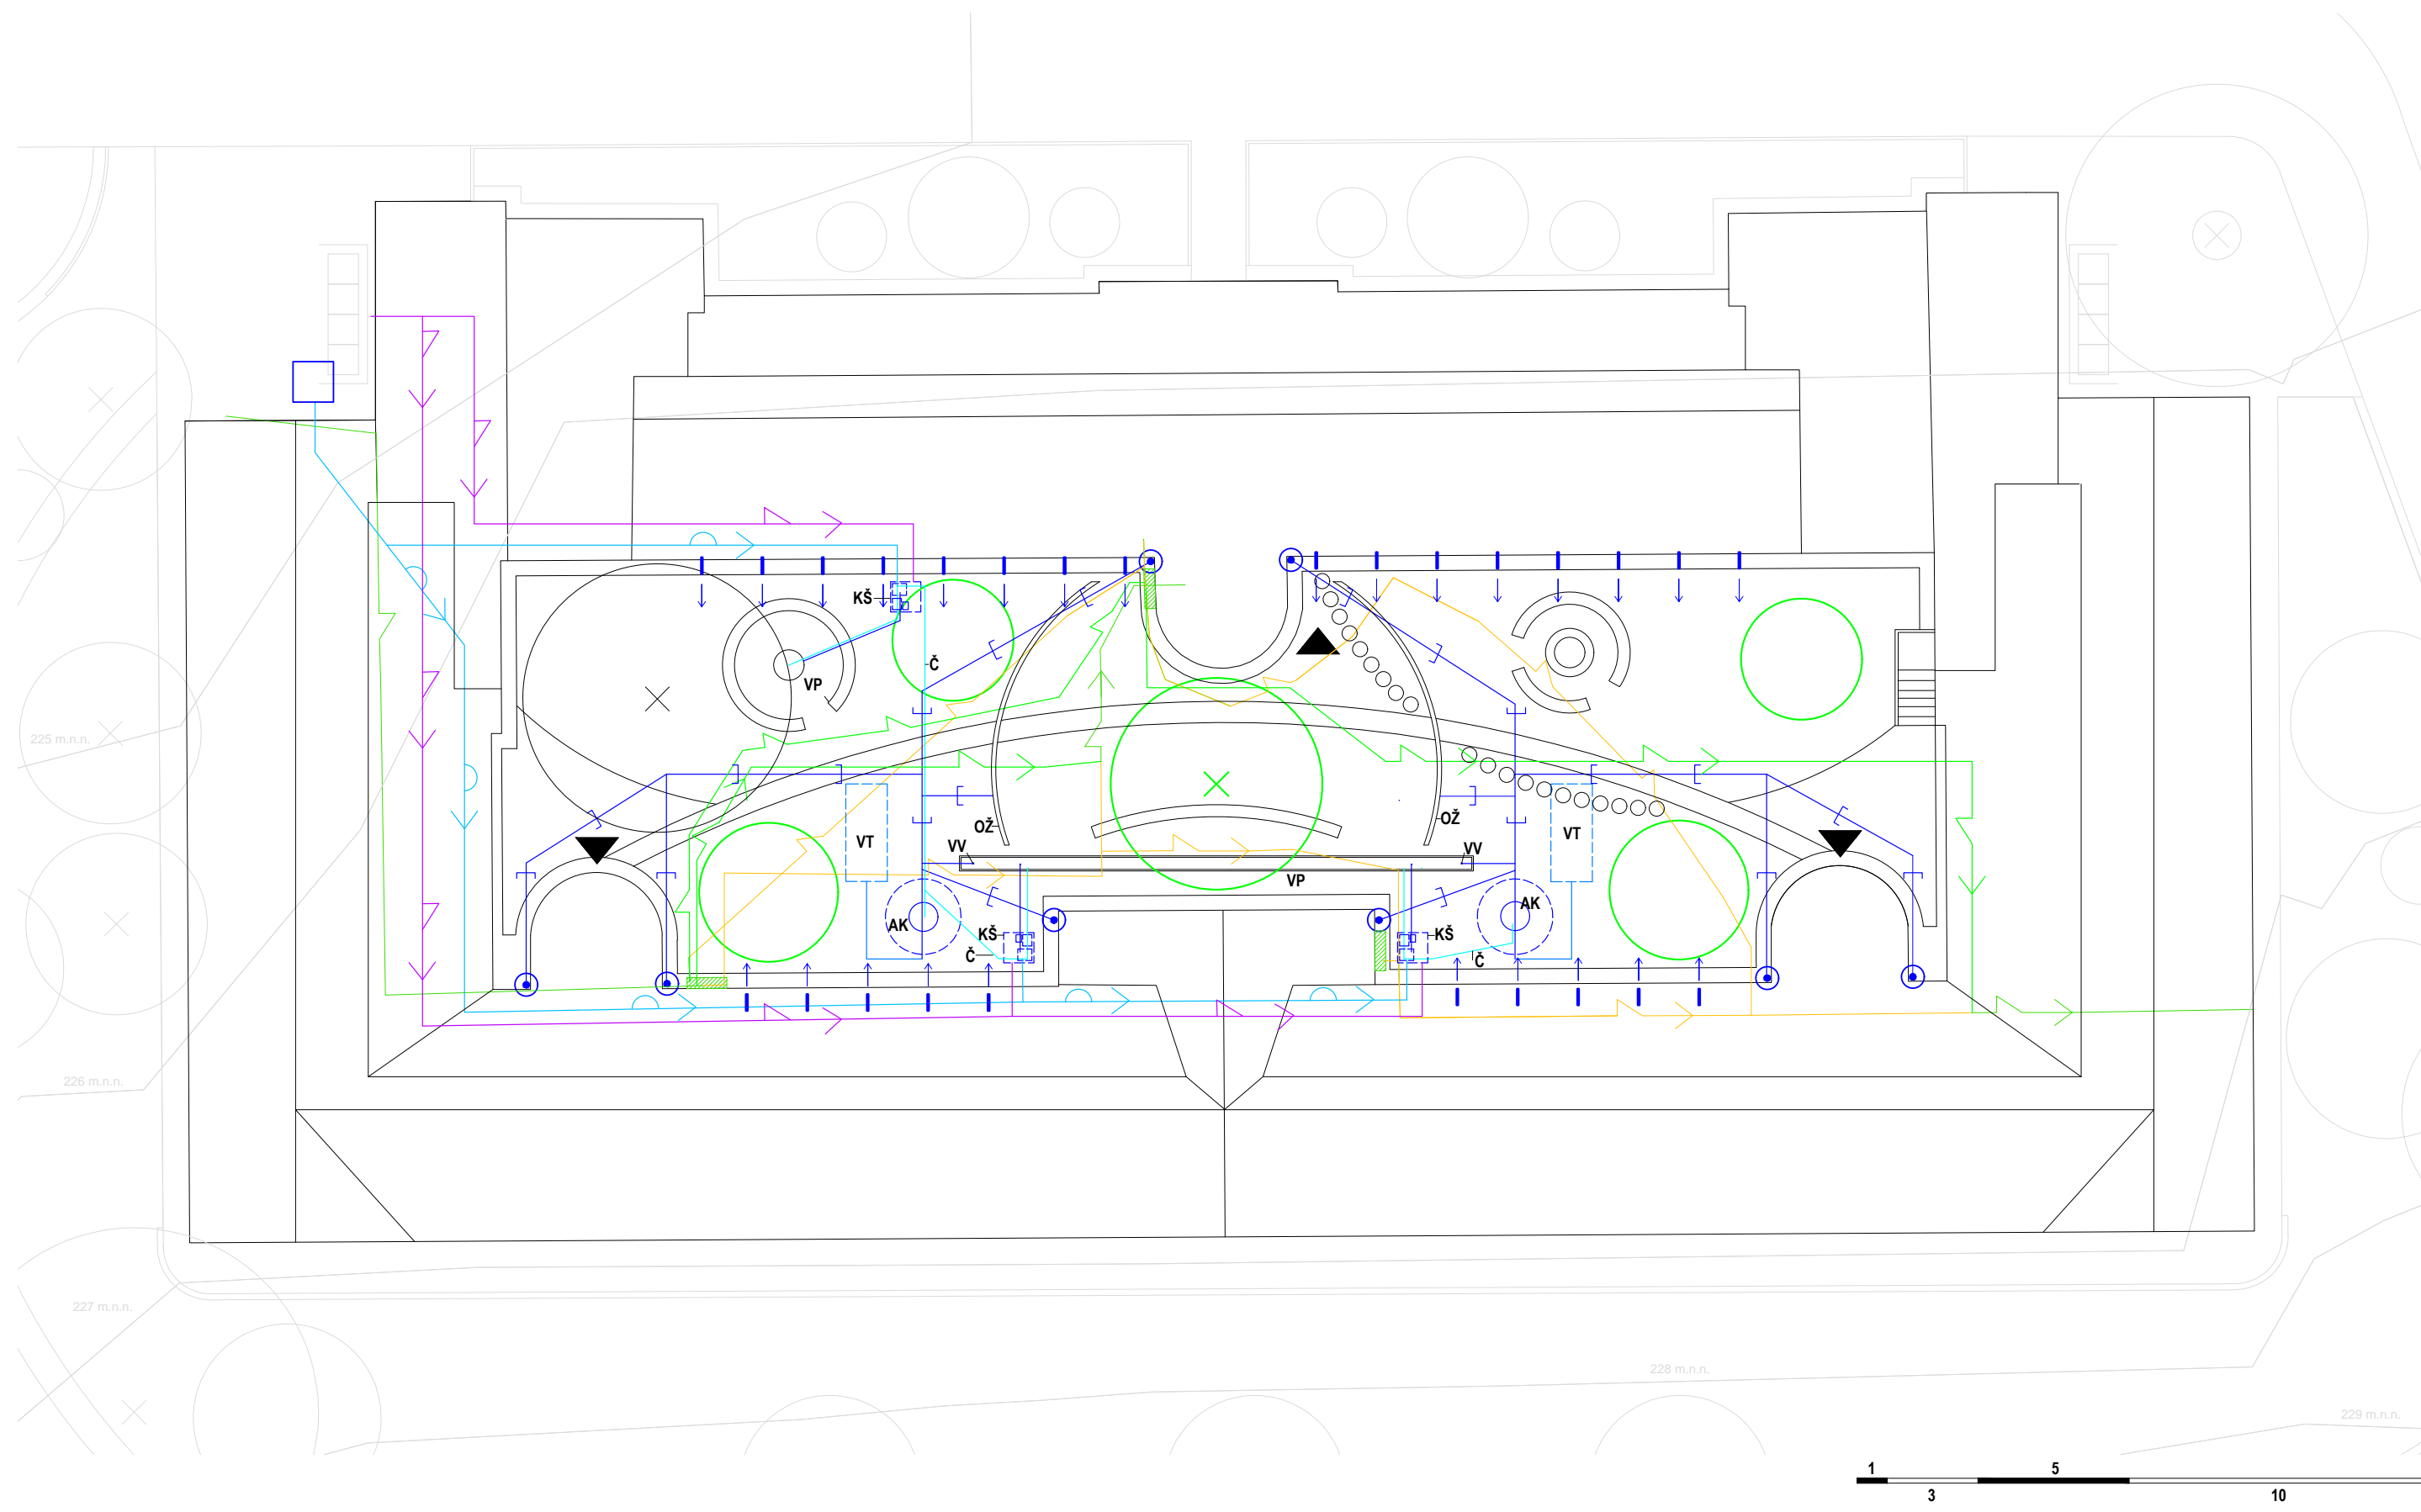 KŠ
Č
VP
225 m.n.n.
OŽ
OŽ
VT
VT
VV
VV
VP
AK
AK
KŠ
KŠ
Č
Č
226 m.n.n.
227 m.n.n.
228 m.n.n.
229 m.n.n.
1
5
3
10